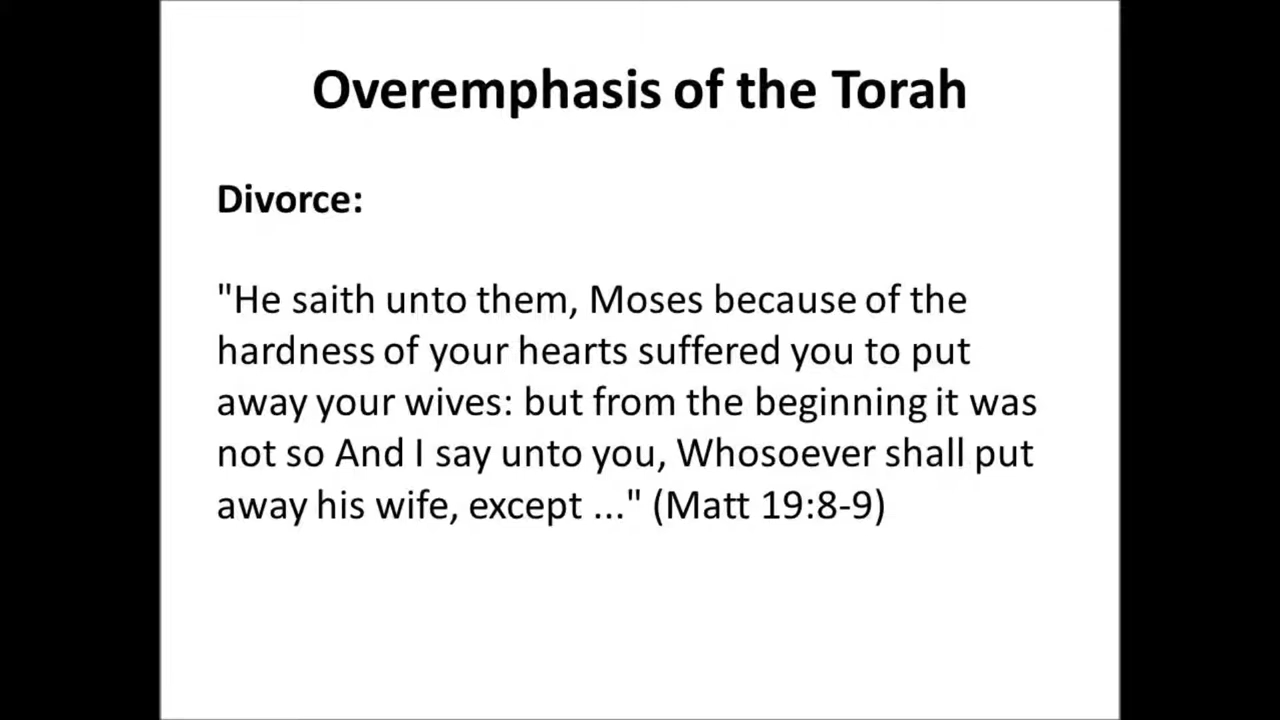 Overemphasis of the Torah
Divorce:
"He saith unto them, Moses because of the
hardness of your hearts suffered you to put
away your wives: but from the beginning it was
not so And I say unto you, Whosoever shall put
away his wife, except ..." (Matt 19:8-9)